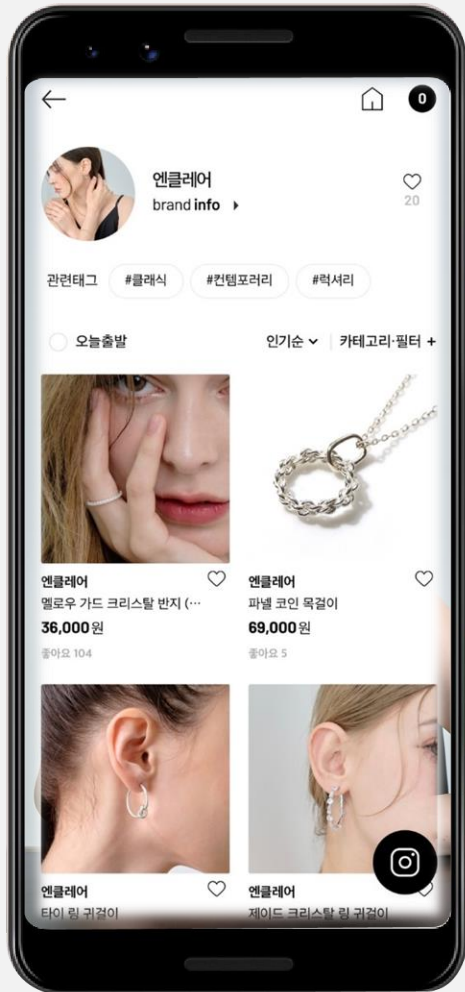 0
엔클레어
brand info
20
관련태그 #클래식 #컨템포러리 #럭셔리
오늘출발 인기순 카테고리·필터 +
엔클레어
멜로우 가드 크리스탈 반지 (…
36,000원
좋아요 104
엔클레어
파넬 코인 목걸이
69,000원
좋아요 5
엔클레어
타이 링 귀걸이
엔클레어
제이드 크리스탈 링 귀걸이